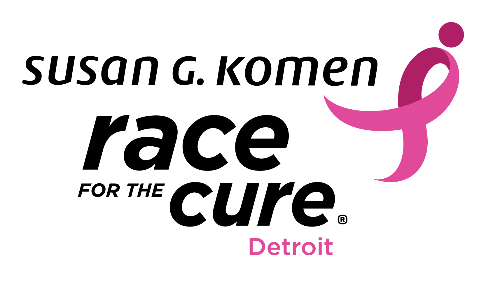 susan g. komen
race
FOR THE cure®
Detroit